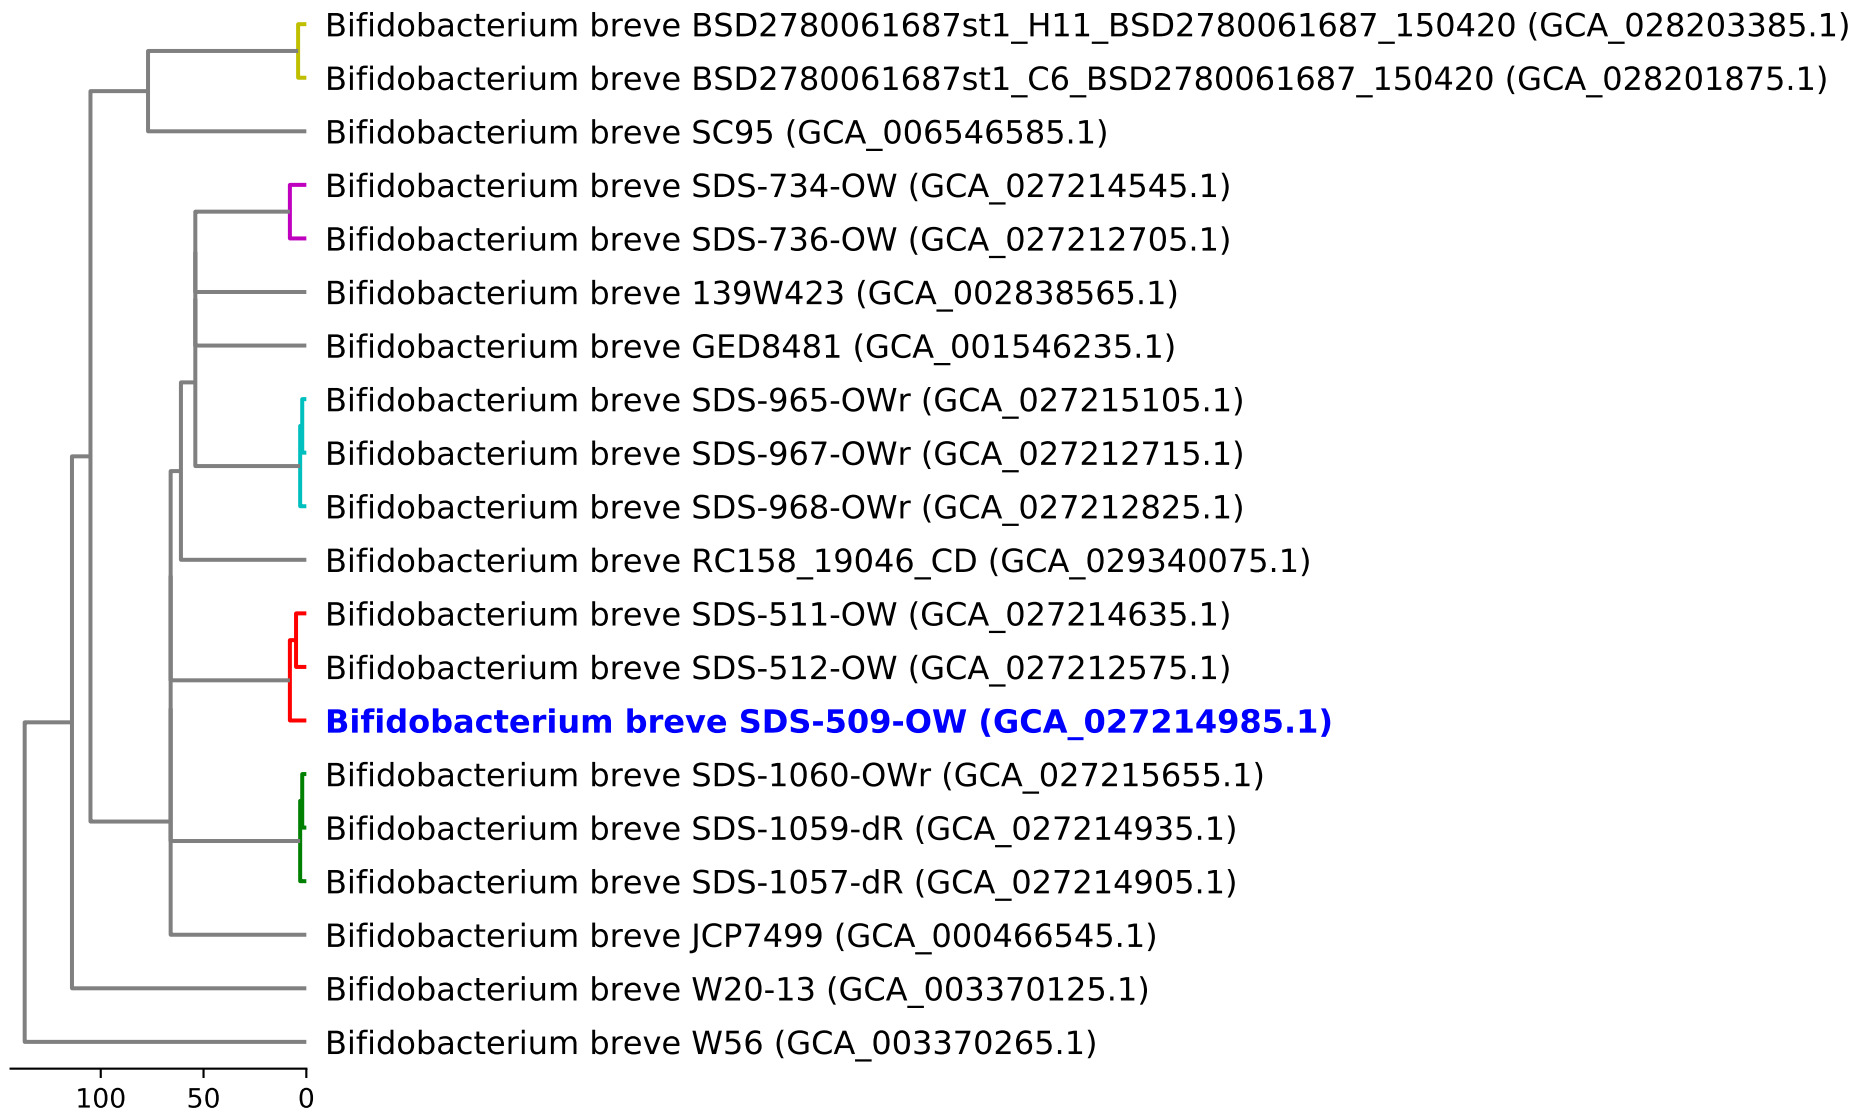 Bifidobacterium breve BSD2780061687st1_H11_BSD2780061687_150420 (GCA_028203385.1)
Bifidobacterium breve BSD2780061687st1_C6_BSD2780061687_150420 (GCA_028201875.1)
Bifidobacterium breve SC95 (GCA_006546585.1)
Bifidobacterium breve SDS-734-OW (GCA_027214545.1)
Bifidobacterium breve SDS-736-OW (GCA_027212705.1)
Bifidobacterium breve 139W423 (GCA_002838565.1)
Bifidobacterium breve GED8481 (GCA_001546235.1)
Bifidobacterium breve SDS-965-OWr (GCA_027215105.1)
Bifidobacterium breve SDS-967-OWr (GCA_027212715.1)
Bifidobacterium breve SDS-968-OWr (GCA_027212825.1)
Bifidobacterium breve RC158_19046_CD (GCA_029340075.1)
Bifidobacterium breve SDS-511-OW (GCA_027214635.1)
Bifidobacterium breve SDS-512-OW (GCA_027212575.1)
Bifidobacterium breve SDS-509-OW (GCA_027214985.1)
Bifidobacterium breve SDS-1060-OWr (GCA_027215655.1)
Bifidobacterium breve SDS-1059-dR (GCA_027214935.1)
Bifidobacterium breve SDS-1057-dR (GCA_027214905.1)
Bifidobacterium breve JCP7499 (GCA_000466545.1)
Bifidobacterium breve W20-13 (GCA_003370125.1)
Bifidobacterium breve W56 (GCA_003370265.1)
100 50 0